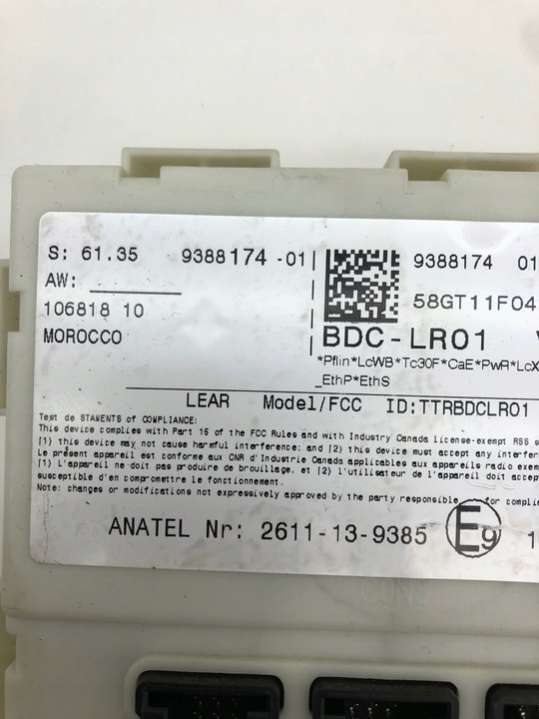 S: 61.35 9388174 -01 9388174 01
AW:
106818 10 58GT11F04
MOROCCO BDC-LR01
*Pflin*LcWB*Tc30F*CaE*PwR*LcX
_EthP*EthS
LEAR Model/FCC ID:TTRBDCLR01
Test de STAMENTS of COMPLIANCE:
This device complies with Part 15 of the FCC Rules and with Industry Canada license-exempt RSS
[1) this device may not cause harmful interference; and [2) this device must accept any interfer
Le présent appareil est conforme aux CNR d'Industrie Canada applicables aux appareils radio exem
[1) L'appareil ne doit pas produire de brouillage, et [2) l'utilisateur de l'appareil doit accep
susceptible d'en compromettre le fonctionnement.
Note: changes or modifications not expressively approved by the party responsible for compli
ANATEL Nr: 2611-13-9385 E9 1